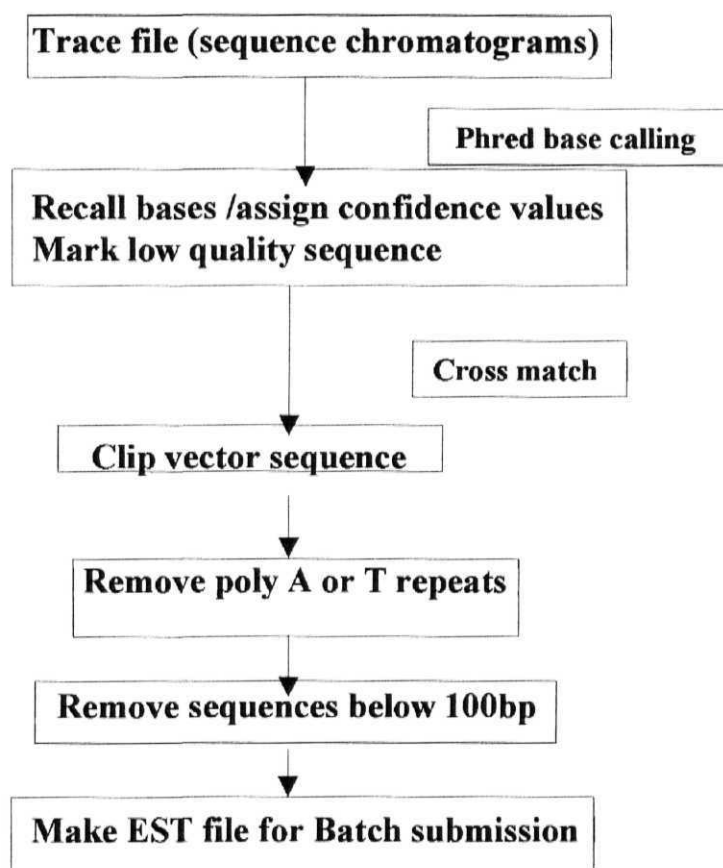 Trace file (sequence chromatograms)
Phred base calling
Recall bases /assign confidence values
Mark low quality sequence
Cross match
Clip vector sequence
Remove poly A or T repeats
Remove sequences below 100bp
Make EST file for Batch submission